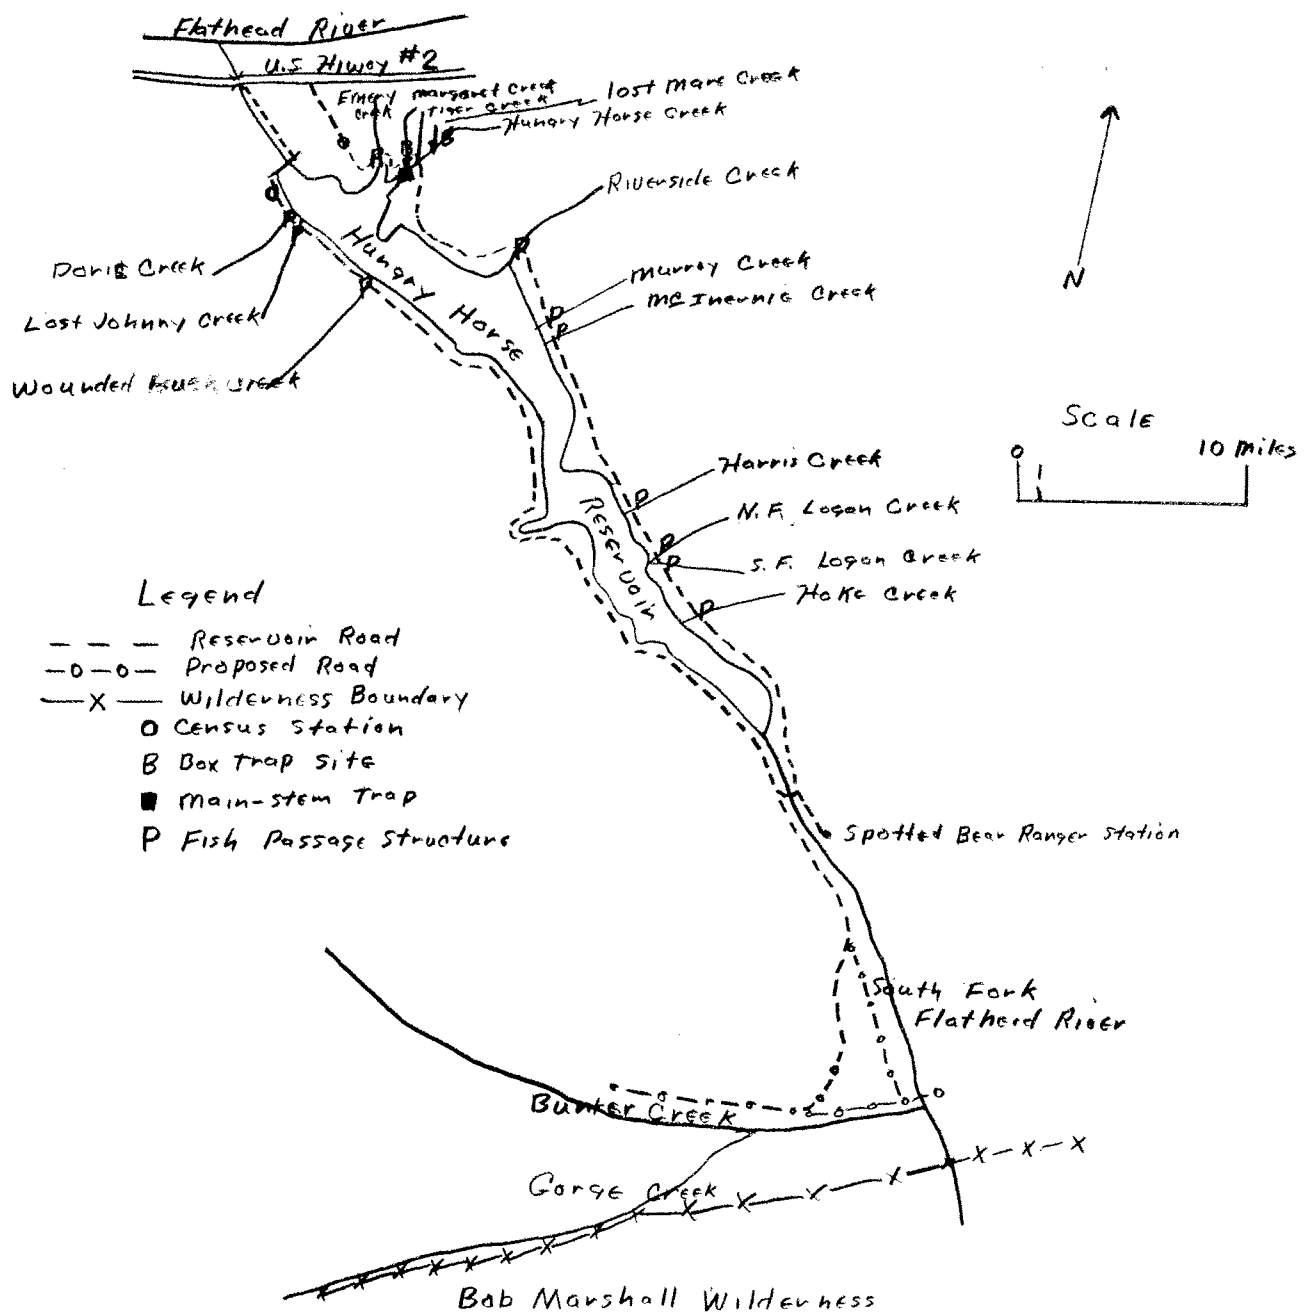 Flathead River
U.S. Hiway #2
Emery Creek
Margaret Creek
Tiger Creek
Lost Mare Creek
Hungry Horse Creek
B
B
B
Riverside Creek
P
Doris Creek
P
Lost Johnny Creek
P
Wounded Buck Creek
P
Hungry Horse
Reservoir
Murray Creek
P
McInernie Creek
P
N
Scale
0 1 10 Miles
Harris Creek
P
N.F. Logan Creek
P
S.F. Logan Creek
P
Hoke Creek
P
Legend
Reservoir Road
Proposed Road
Wilderness Boundary
O Census Station
B Box Trap Site
Main-stem Trap
P Fish Passage Structure
Spotted Bear Ranger Station
South Fork
Flathead River
Bunker Creek
Gorge Creek
Bob Marshall Wilderness